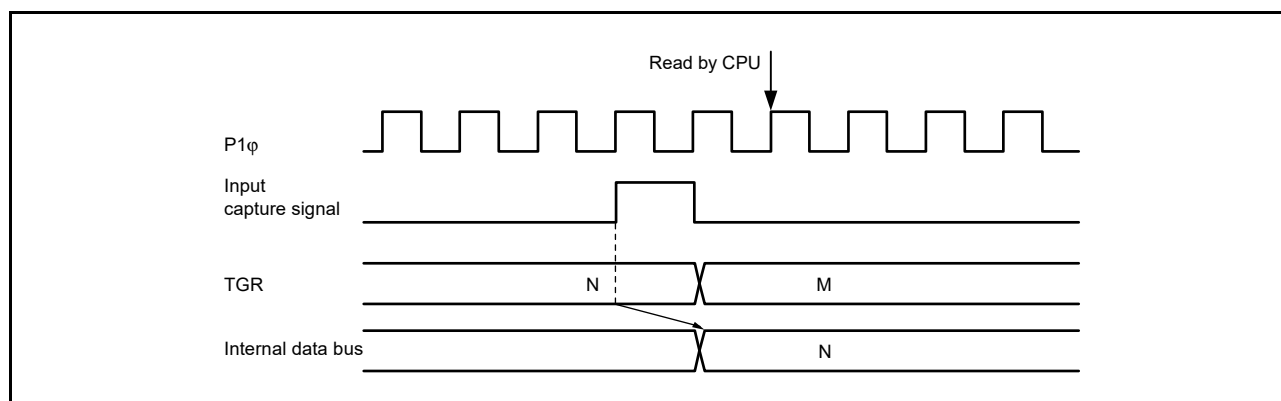 Read by CPU
P1φ
Input
capture signal
TGR
N
M
Internal data bus
N